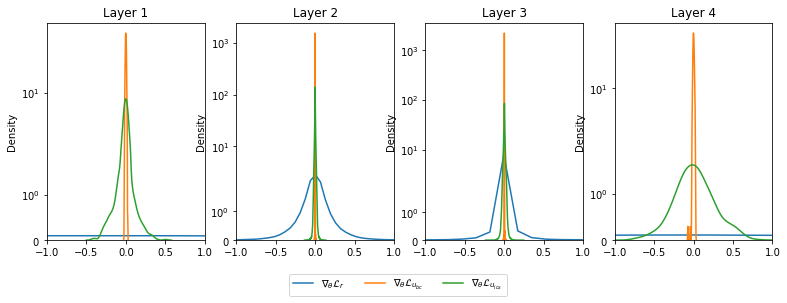 Layer 1 Layer 2 Layer 3 Layer 4
Density Density Density Density
10¹ 10⁰ 0
10³ 10² 10¹ 10⁰ 0
10³ 10² 10¹ 10⁰ 0
10¹ 10⁰ 0
−1.0 −0.5 0.0 0.5 1.0 −1.0 −0.5 0.0 0.5 1.0 −1.0 −0.5 0.0 0.5 1.0 −1.0 −0.5 0.0 0.5 1.0
∇θℒr ∇θℒu_bc ∇θℒu_ics